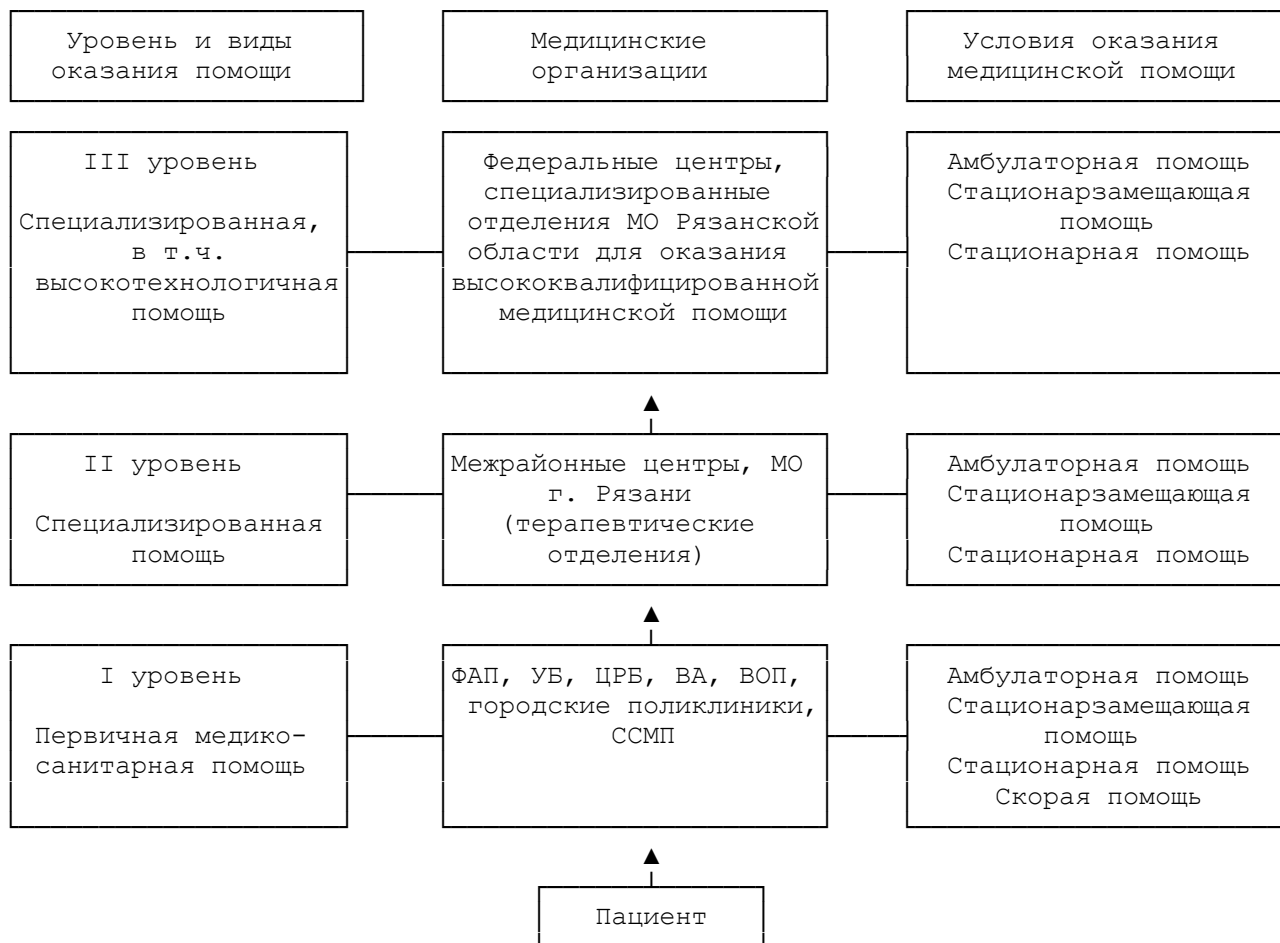 Уровень и виды
оказания помощи
Медицинские
организации
Условия оказания
медицинской помощи
III уровень
Специализированная,
в т.ч.
высокотехнологичная
помощь
Федеральные центры,
специализированные
отделения МО Рязанской
области для оказания
высококвалифицированной
медицинской помощи
Амбулаторная помощь
Стационарзамещающая
помощь
Стационарная помощь
II уровень
Специализированная
помощь
Межрайонные центры, МО
г. Рязани
(терапевтические
отделения)
Амбулаторная помощь
Стационарзамещающая
помощь
Стационарная помощь
I уровень
Первичная медико-
санитарная помощь
ФАП, УБ, ЦРБ, ВА, ВОП,
городские поликлиники,
ССМП
Амбулаторная помощь
Стационарзамещающая
помощь
Стационарная помощь
Скорая помощь
Пациент